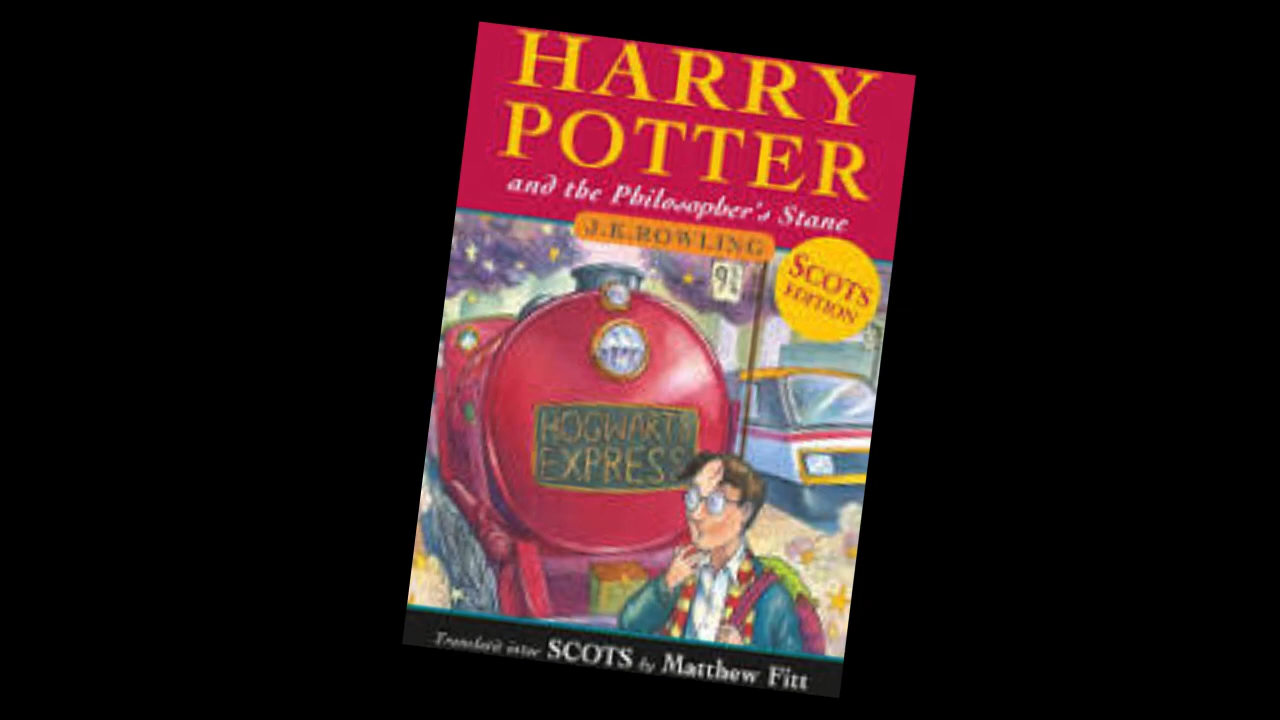 HARRY
POTTER
and the Philosopher's Stane
J.K.ROWLING
9¾
SCOTS
EDITION
HOGWARTS
EXPRESS
Translatit intae SCOTS by Matthew Fitt